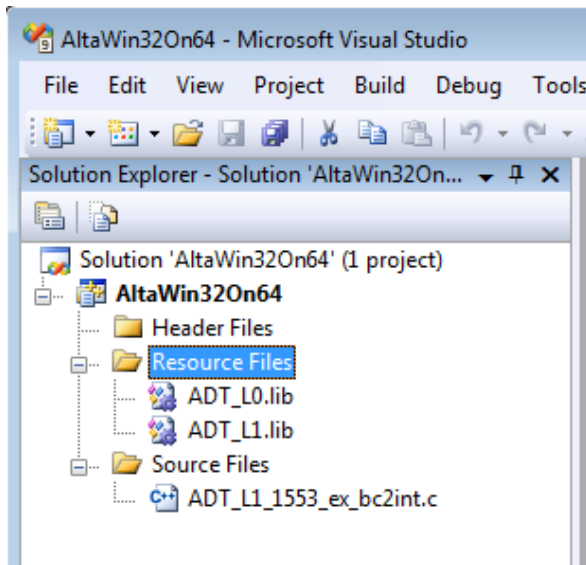 AltaWin32On64 - Microsoft Visual Studio
File Edit View Project Build Debug Tools
Solution Explorer - Solution 'AltaWin32On...
Solution 'AltaWin32On64' (1 project)
AltaWin32On64
Header Files
Resource Files
ADT_L0.lib
ADT_L1.lib
Source Files
ADT_L1_1553_ex_bc2int.c